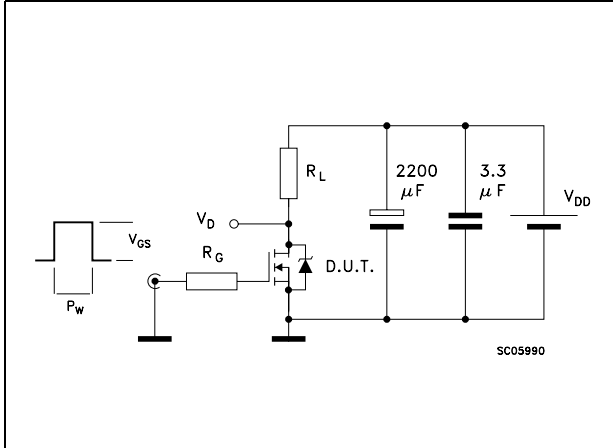 R_L
2200
μF
3.3
μF
V_DD
V_D
V_GS
R_G
D.U.T.
P_W
SC05990